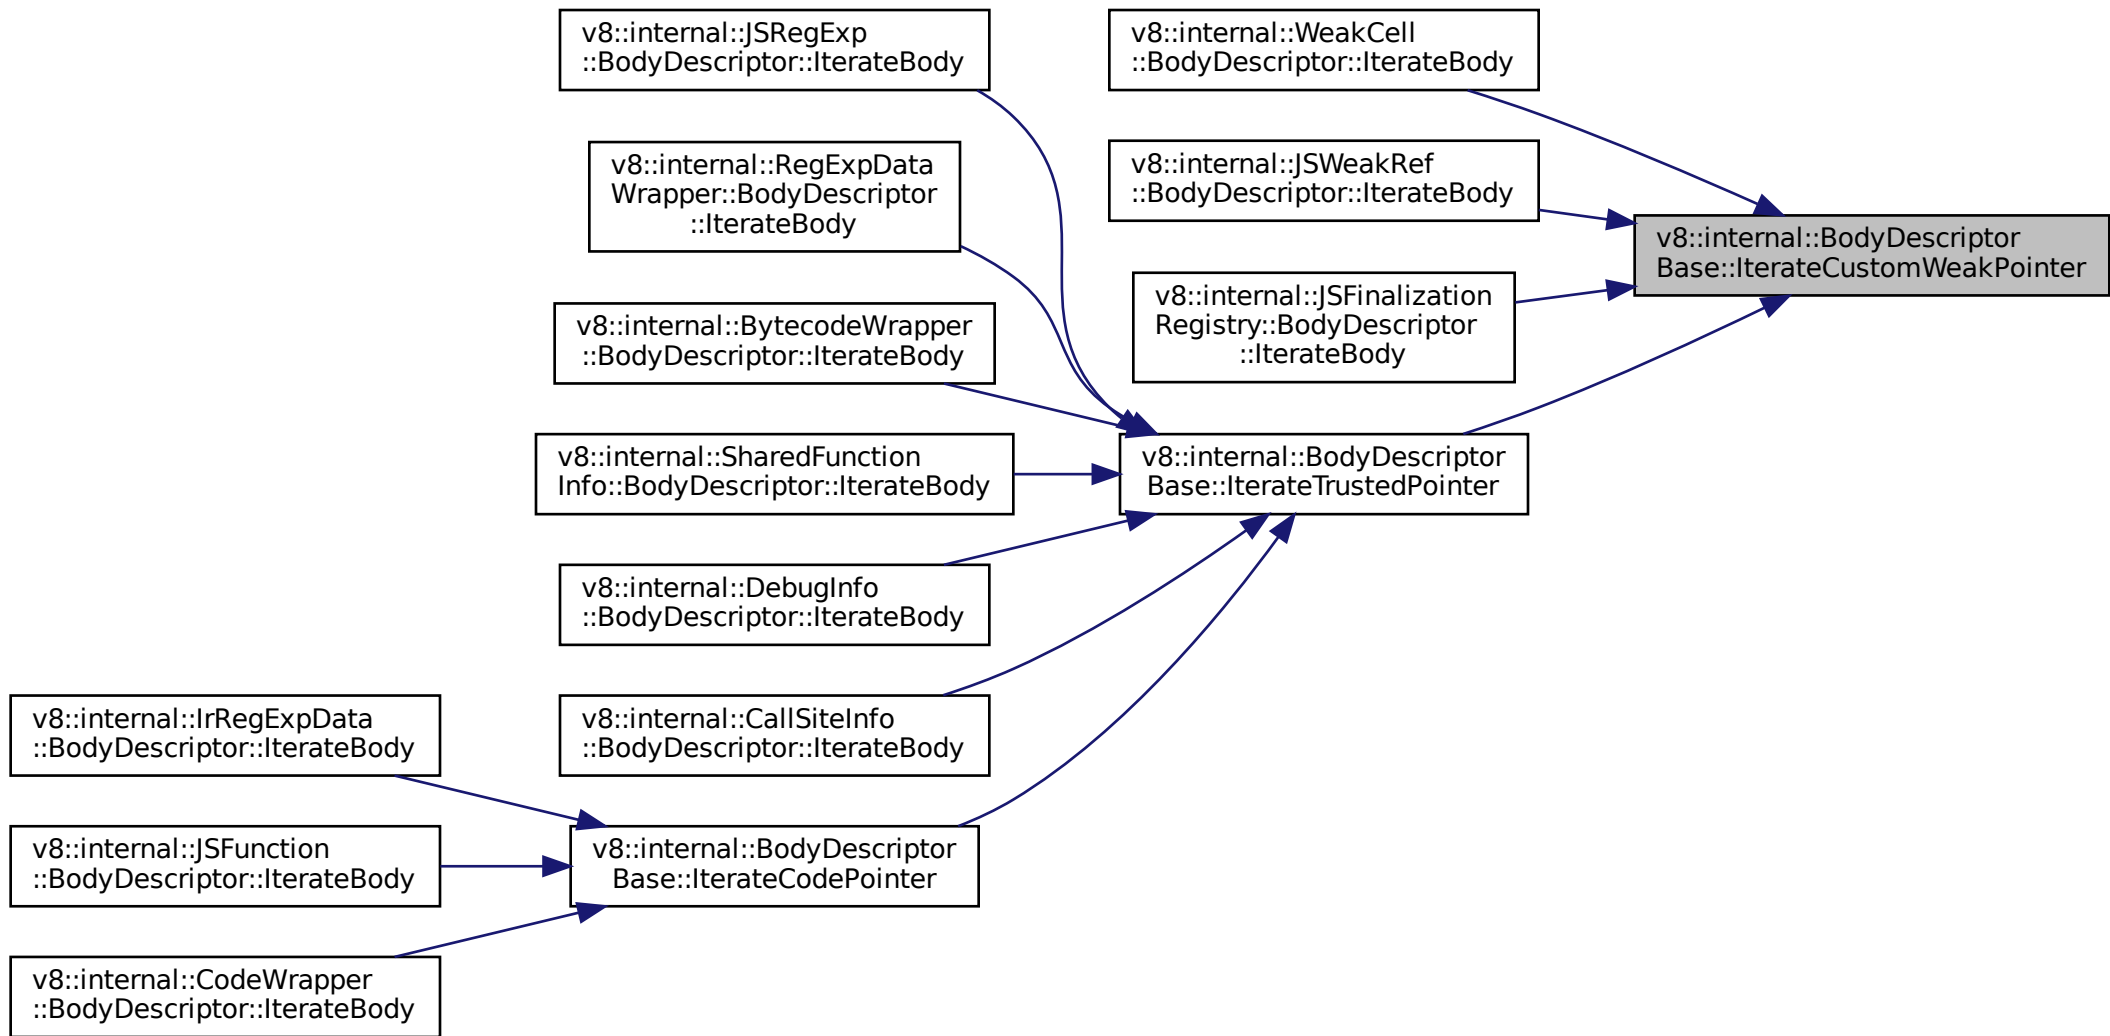 v8::internal::JSRegExp
::BodyDescriptor::IterateBody
v8::internal::WeakCell
::BodyDescriptor::IterateBody
v8::internal::RegExpData
Wrapper::BodyDescriptor
::IterateBody
v8::internal::JSWeakRef
::BodyDescriptor::IterateBody
v8::internal::BodyDescriptor
Base::IterateCustomWeakPointer
v8::internal::BytecodeWrapper
::BodyDescriptor::IterateBody
v8::internal::JSFinalization
Registry::BodyDescriptor
::IterateBody
v8::internal::SharedFunction
Info::BodyDescriptor::IterateBody
v8::internal::BodyDescriptor
Base::IterateTrustedPointer
v8::internal::DebugInfo
::BodyDescriptor::IterateBody
v8::internal::CallSiteInfo
::BodyDescriptor::IterateBody
v8::internal::IrRegExpData
::BodyDescriptor::IterateBody
v8::internal::JSFunction
::BodyDescriptor::IterateBody
v8::internal::BodyDescriptor
Base::IterateCodePointer
v8::internal::CodeWrapper
::BodyDescriptor::IterateBody